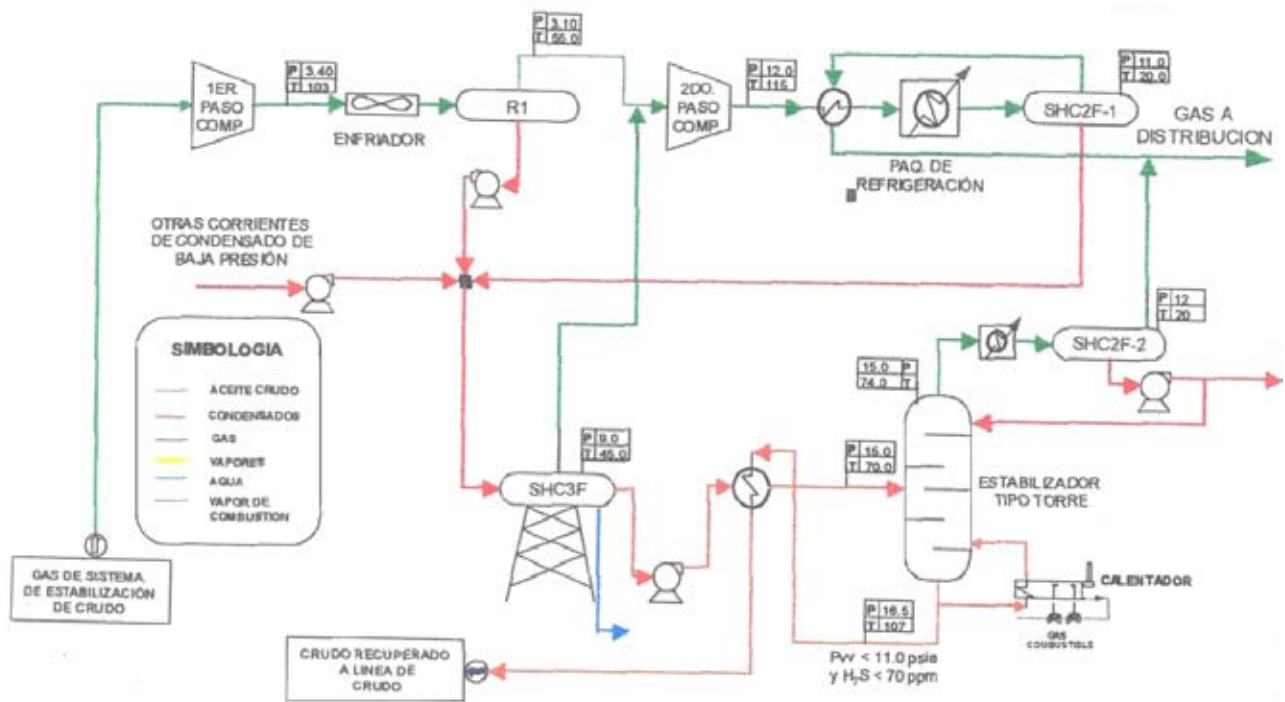 P 3.40
T 103
1ER.
PASO
COMP
ENFRIADOR
P 3.10
T 55.0
R1
2DO.
PASO
COMP
P 12.0
T 115
PAQ. DE
REFRIGERACIÓN
SHC2F-1
P 11.0
T 20.0
GAS A
DISTRIBUCION
OTRAS CORRIENTES
DE CONDENSADO DE
BAJA PRESIÓN
SIMBOLOGIA
ACEITE CRUDO
CONDENSADOS
GAS
VAPORES
AGUA
VAPOR DE
COMBUSTION
P 12
T 20
SHC2F-2
15.0 P
74.0 T
P 9.0
T 45.0
SHC3F
P 15.0
T 70.0
ESTABILIZADOR
TIPO TORRE
CALENTADOR
GAS
COMBUSTIBLE
GAS DE SISTEMA
DE ESTABILIZACIÓN
DE CRUDO
P 16.5
T 107
Pvv < 11.0 psia
y H2S < 70 ppm
CRUDO RECUPERADO
A LINEA DE
CRUDO